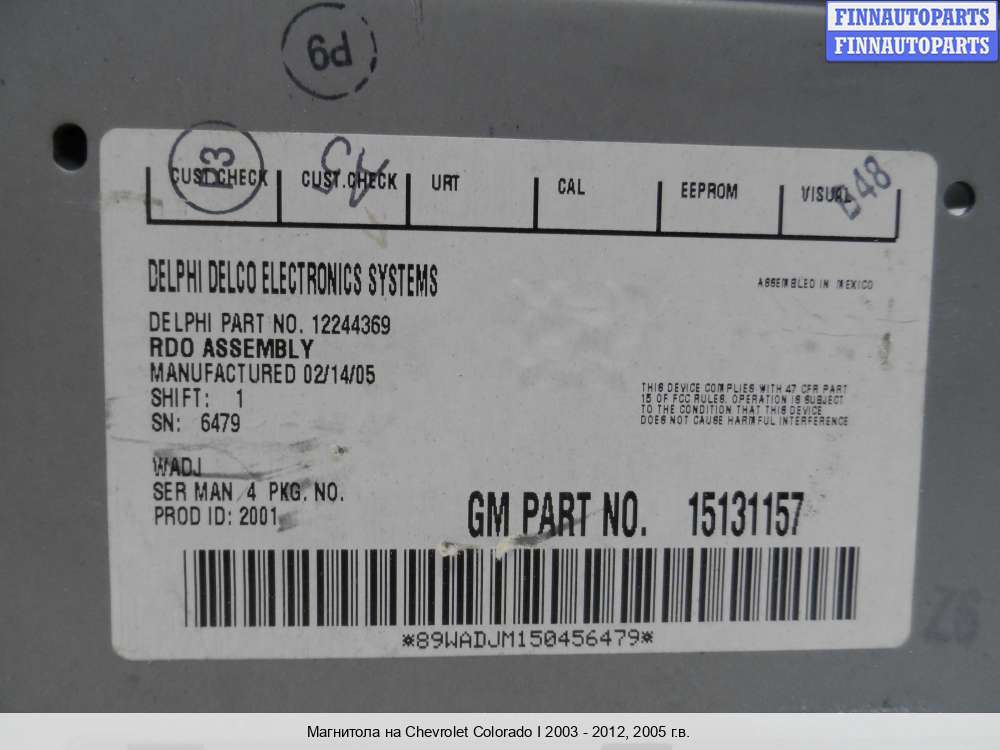 FINNAUTOPARTS
FINNAUTOPARTS
P9
CUST.CHECK
CUST.CHECK
URT
CAL
EEPROM
VISUAL
B3
A5
B48
DELPHI DELCO ELECTRONICS SYSTEMS
ASSEMBLED IN MEXICO
DELPHI PART NO. 12244369
RDO ASSEMBLY
MANUFACTURED 02/14/05
SHIFT: 1
SN: 6479
THIS DEVICE COMPLIES WITH 47 CFR PART
15 OF FCC RULES. OPERATION IS SUBJECT
TO THE CONDITION THAT THIS DEVICE
DOES NOT CAUSE HARMFUL INTERFERENCE
WADJ
SER MAN 4 PKG. NO.
PROD ID: 2001
GM PART NO. 15131157
*89WADJM150456479*
Магнитола на Chevrolet Colorado I 2003 - 2012, 2005 г.в.